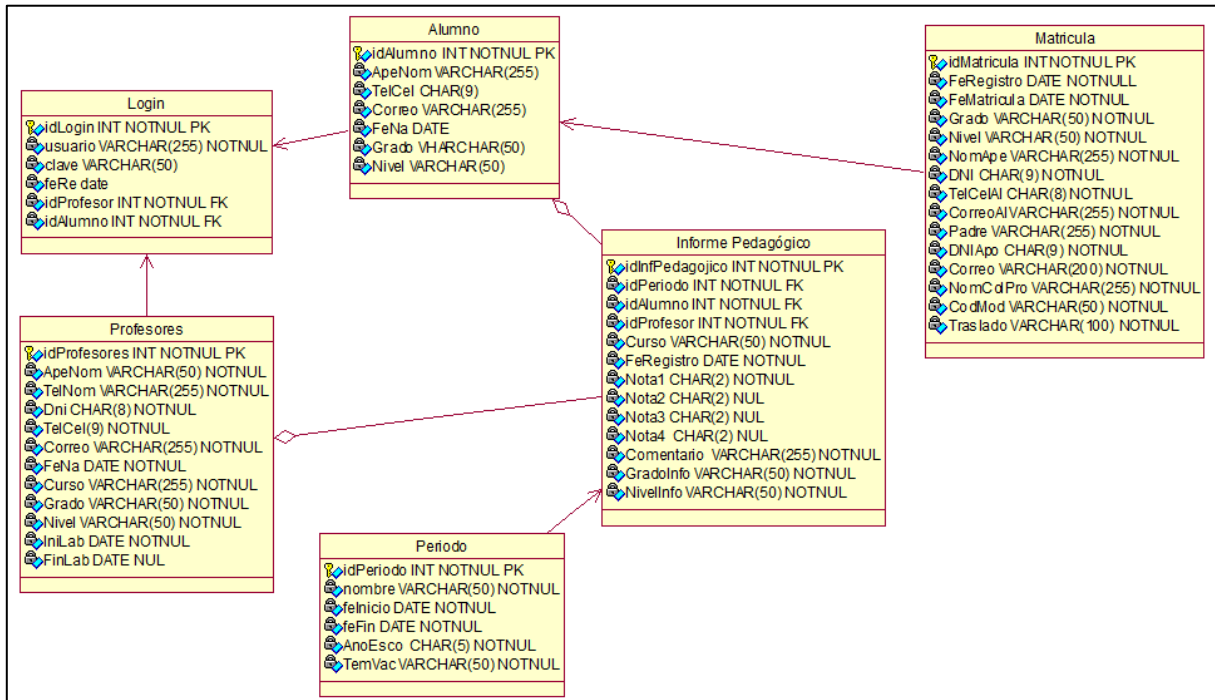 Login
idLogin INT NOTNUL PK
usuario VARCHAR(255) NOTNUL
clave VARCHAR(50)
feRe date
idProfesor INT NOTNUL FK
idAlumno INT NOTNUL FK
Alumno
idAlumno INT NOTNUL PK
ApeNom VARCHAR(255)
TelCel CHAR(9)
Correo VARCHAR(255)
FeNa DATE
Grado VHARCHAR(50)
Nivel VARCHAR(50)
Matricula
idMatricula INT NOTNUL PK
FeRegistro DATE NOTNULL
FeMatricula DATE NOTNUL
Grado VARCHAR(50) NOTNUL
Nivel VARCHAR(50) NOTNUL
NomApe VARCHAR(255) NOTNUL
DNI CHAR(9) NOTNUL
TelCelAl CHAR(8) NOTNUL
CorreoAl VARCHAR(255) NOTNUL
Padre VARCHAR(255) NOTNUL
DNIApo CHAR(9) NOTNUL
Correo VARCHAR(200) NOTNUL
NomColPro VARCHAR(255) NOTNUL
CodMod VARCHAR(50) NOTNUL
Traslado VARCHAR(100) NOTNUL
Profesores
idProfesores INT NOTNUL PK
ApeNom VARCHAR(50) NOTNUL
TelNom VARCHAR(255) NOTNUL
Dni CHAR(8) NOTNUL
TelCel(9) NOTNUL
Correo VARCHAR(255) NOTNUL
FeNa DATE NOTNUL
Curso VARCHAR(255) NOTNUL
Grado VARCHAR(50) NOTNUL
Nivel VARCHAR(50) NOTNUL
IniLab DATE NOTNUL
FinLab DATE NUL
Informe Pedagógico
idInfPedagojico INT NOTNUL PK
idPeriodo INT NOTNUL FK
idAlumno INT NOTNUL FK
idProfesor INT NOTNUL FK
Curso VARCHAR(50) NOTNUL
FeRegistro DATE NOTNUL
Nota1 CHAR(2) NOTNUL
Nota2 CHAR(2) NUL
Nota3 CHAR(2) NUL
Nota4 CHAR(2) NUL
Comentario VARCHAR(255) NOTNUL
GradoInfo VARCHAR(50) NOTNUL
NivelInfo VARCHAR(50) NOTNUL
Periodo
idPeriodo INT NOTNUL PK
nombre VARCHAR(50) NOTNUL
feInicio DATE NOTNUL
feFin DATE NOTNUL
AnoEsco CHAR(5) NOTNUL
TemVac VARCHAR(50) NOTNUL